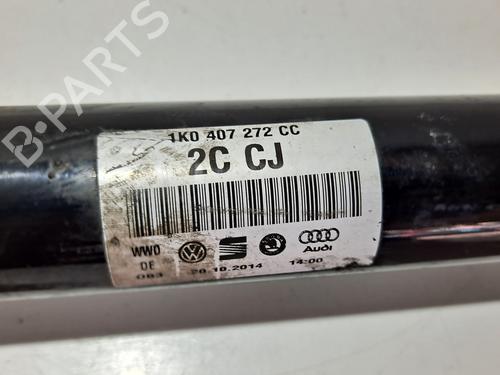 B-PARTS
1K0 407 272 CC
2C CJ
WW0
DE Audi
083 20.10.2014 14:00